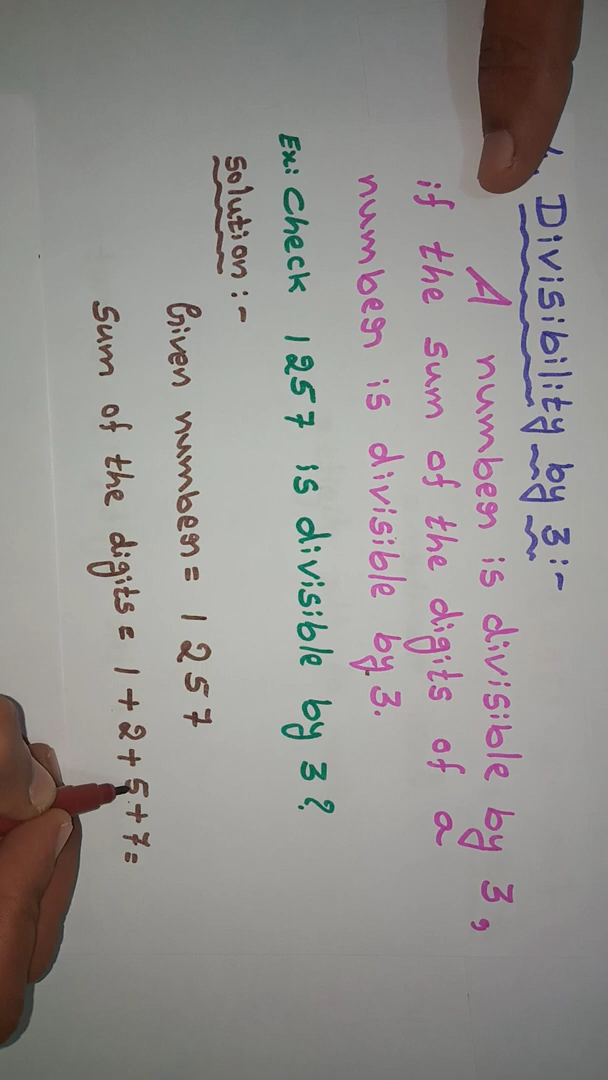 Divisibility by 3:-
A number is divisible by 3,
if the sum of the digits of a
number is divisible by 3.
Ex: Check 1257 is divisible by 3?
Solution :-
Given number = 1257
Sum of the digits = 1+2+5+7=